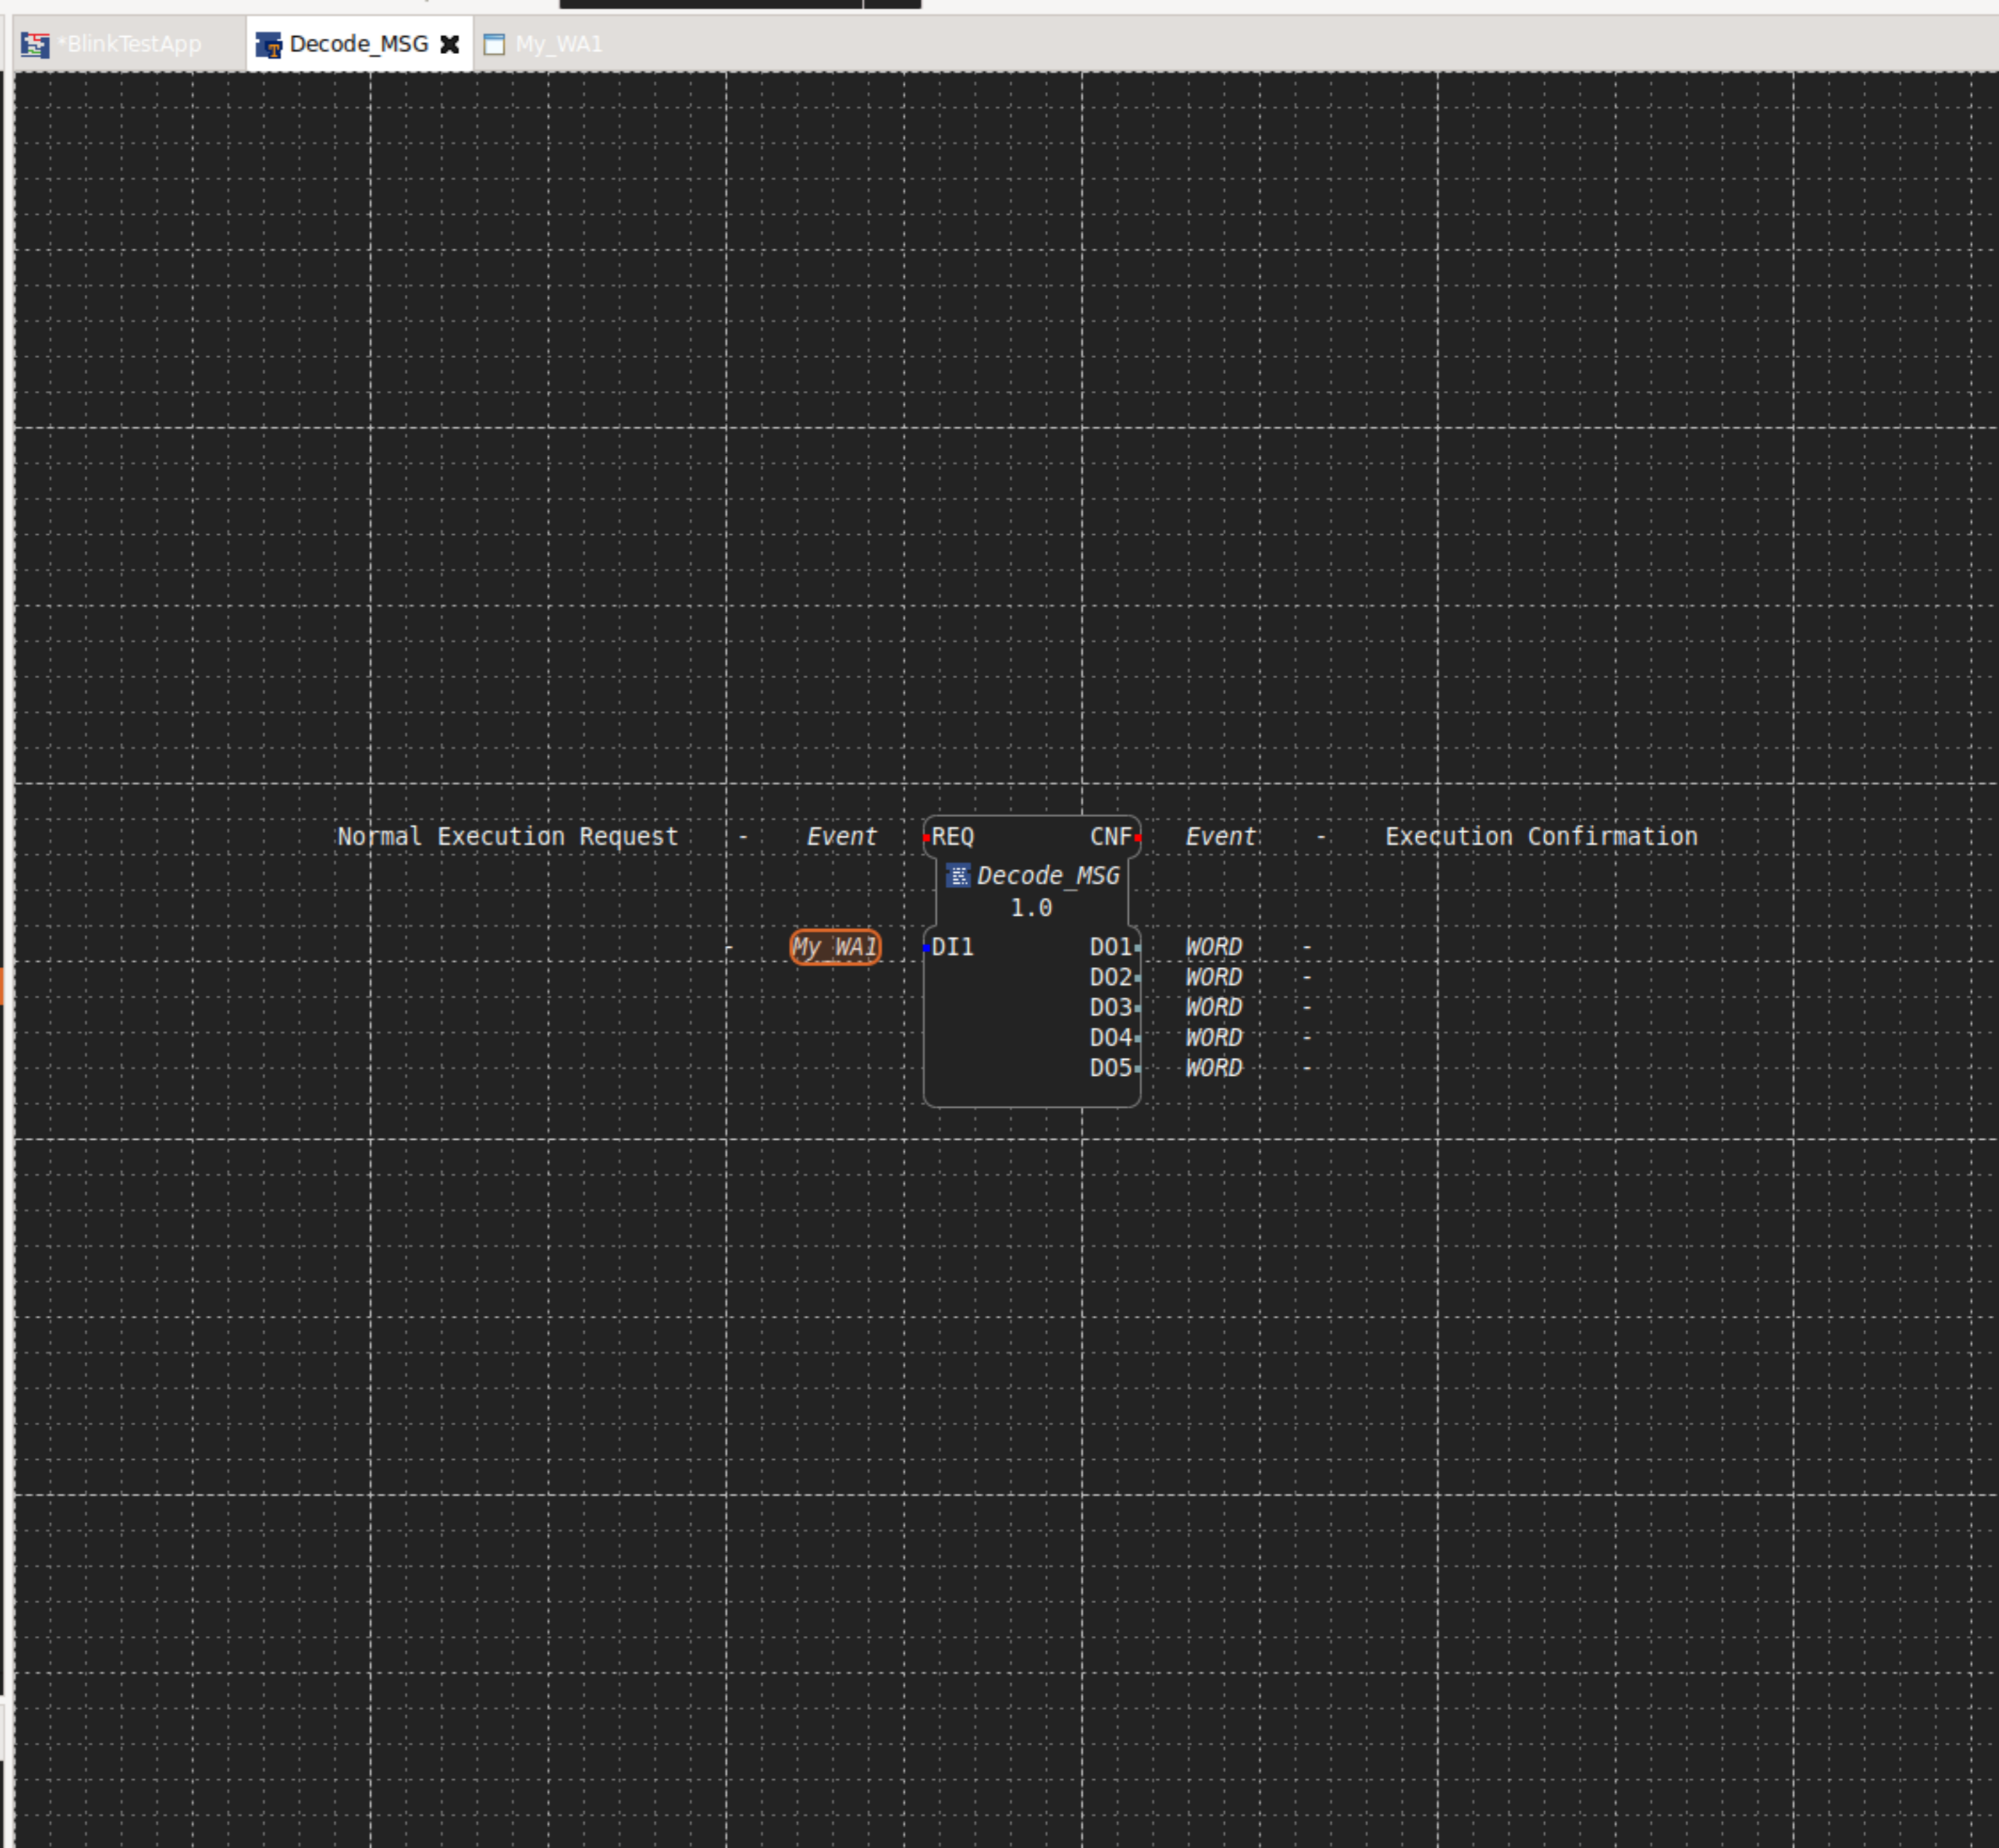 *BlinkTestApp Decode_MSG My_WA1
Normal Execution Request - Event REQ CNF Event - Execution Confirmation
Decode_MSG
1.0
- My_WA1 DI1 DO1 WORD -
DO2 WORD -
DO3 WORD -
DO4 WORD -
DO5 WORD -